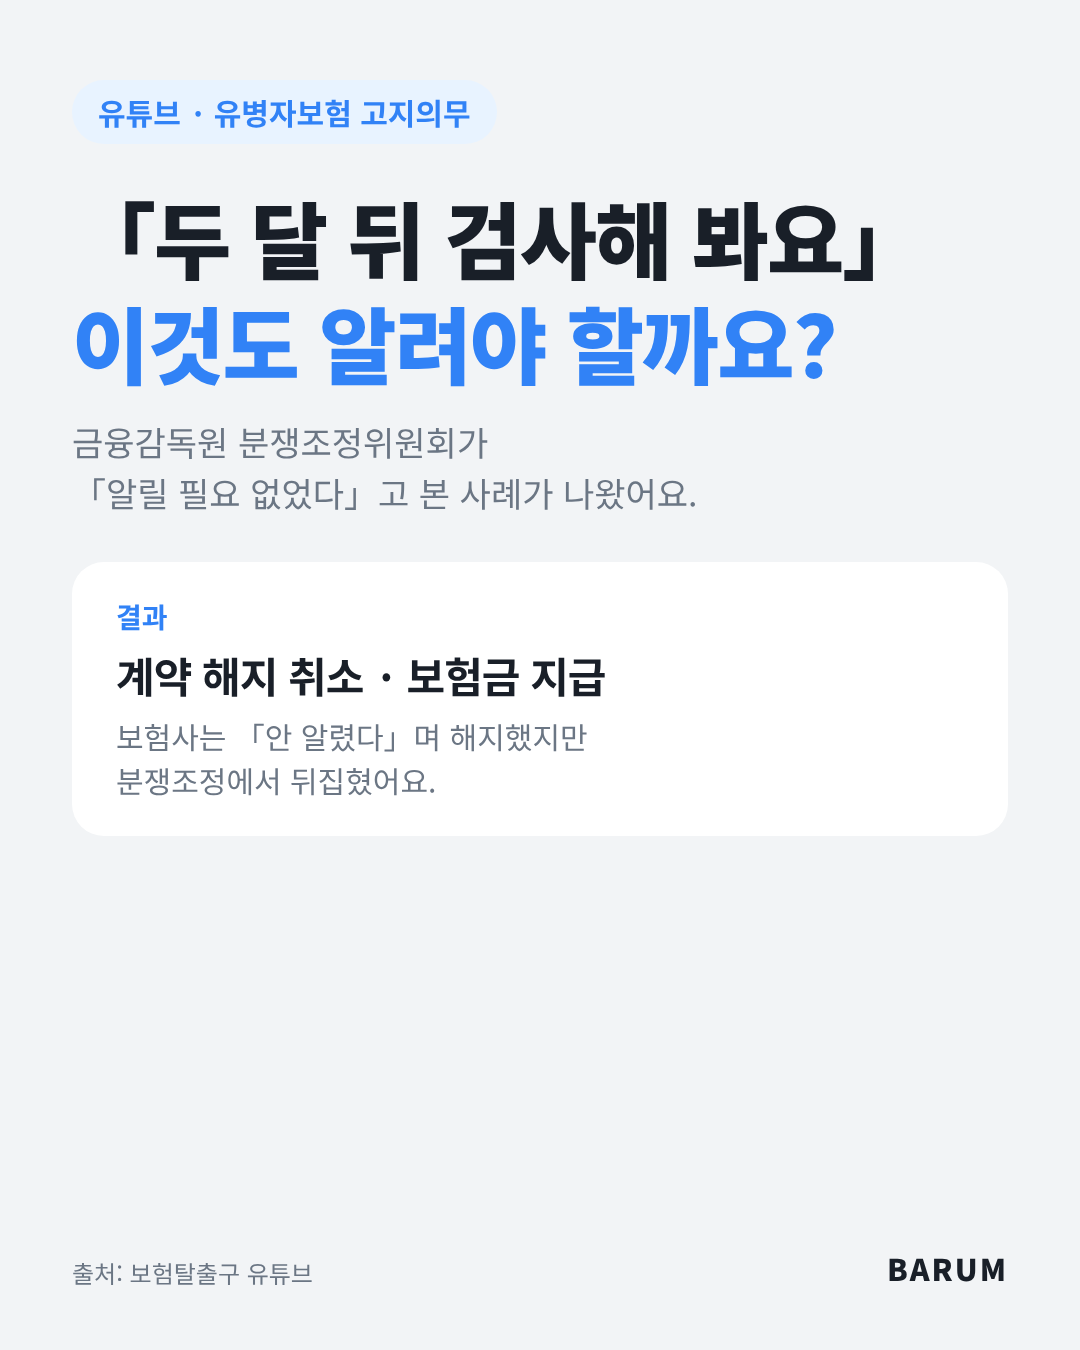 유튜브 · 유병자보험 고지의무
「두 달 뒤 검사해 봐요」
이것도 알려야 할까요?
금융감독원 분쟁조정위원회가
「알릴 필요 없었다」고 본 사례가 나왔어요.
결과
계약 해지 취소 · 보험금 지급
보험사는 「안 알렸다」며 해지했지만
분쟁조정에서 뒤집혔어요.
출처: 보험탈출구 유튜브
BARUM